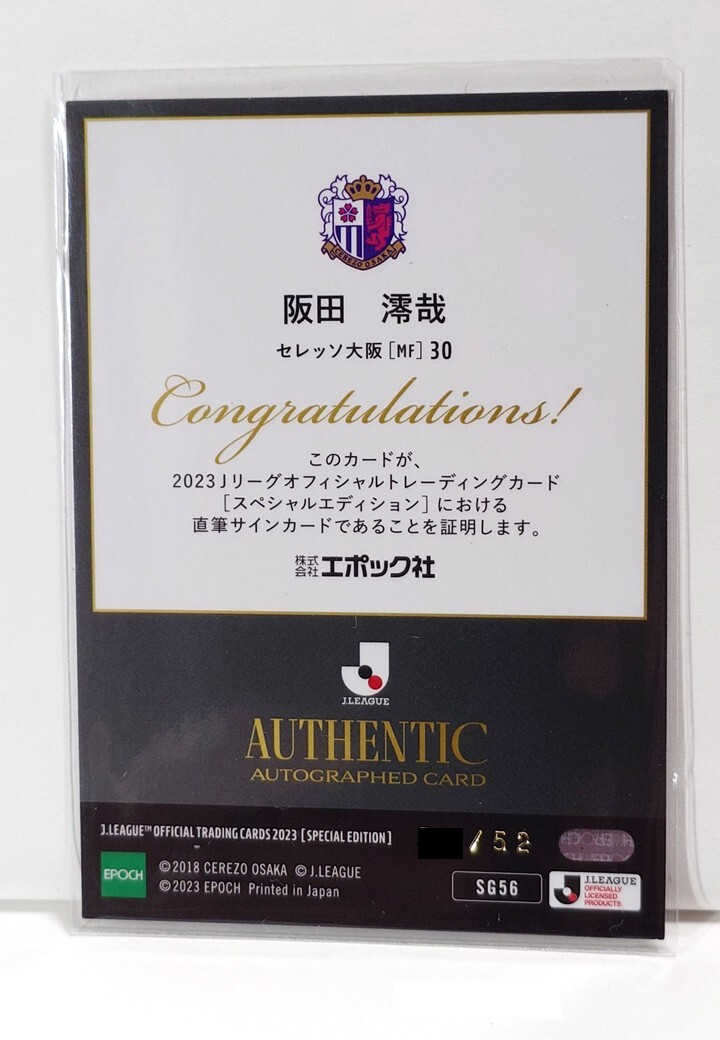 CEREZO OSAKA
阪田 澪哉
セレッソ大阪[MF]30
Congratulations!
このカードが、
2023Jリーグオフィシャルトレーディングカード
[スペシャルエディション]における
直筆サインカードであることを証明します。
株式会社エポック社
J.LEAGUE
AUTHENTIC
AUTOGRAPHED CARD
J.LEAGUE™ OFFICIAL TRADING CARDS 2023 [SPECIAL EDITION]
/52
EPOCH
©2018 CEREZO OSAKA ©J.LEAGUE
©2023 EPOCH Printed in Japan
SG56
J.LEAGUE
OFFICIALLY
LICENSED
PRODUCTS